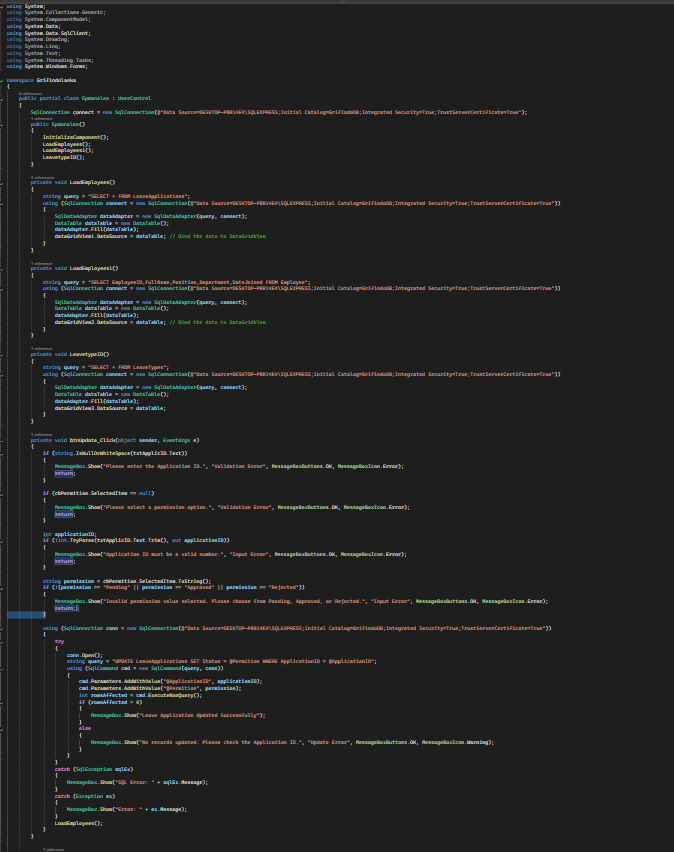 using System;
using System.Collections.Generic;
using System.ComponentModel;
using System.Data;
using System.Data.SqlClient;
using System.Drawing;
using System.Linq;
using System.Text;
using System.Threading.Tasks;
using System.Windows.Forms;
namespace Grifindolanka
{
4 references
public partial class Epmanalea : UserControl
{
SqlConnection connect = new SqlConnection(@"Data Source=DESKTOP-P0R14EH\SQLEXPRESS;Initial Catalog=GrifindoDB;Integrated Security=True;TrustServerCertificate=True");
1 reference
public Epmanalea()
{
InitializeComponent();
LoadEmployees();
LoadEmployees1();
LeavetypeID();
}
private void LoadEmployees()
{
string query = "SELECT * FROM LeaveApplications";
using (SqlConnection connect = new SqlConnection(@"Data Source=DESKTOP-P0R14EH\SQLEXPRESS;Initial Catalog=GrifindoDB;Integrated Security=True;TrustServerCertificate=True"))
{
SqlDataAdapter dataAdapter = new SqlDataAdapter(query, connect);
DataTable dataTable = new DataTable();
dataAdapter.Fill(dataTable);
dataGridView1.DataSource = dataTable; // Bind the data to DataGridView
}
}
1 reference
private void LoadEmployees1()
{
string query = "SELECT EmployeeID,FullName,Position,Department,DateJoined FROM Employee";
using (SqlConnection connect = new SqlConnection(@"Data Source=DESKTOP-P0R14EH\SQLEXPRESS;Initial Catalog=GrifindoDB;Integrated Security=True;TrustServerCertificate=True"))
{
SqlDataAdapter dataAdapter = new SqlDataAdapter(query, connect);
DataTable dataTable = new DataTable();
dataAdapter.Fill(dataTable);
dataGridView2.DataSource = dataTable; // Bind the data to DataGridView
}
}
1 reference
private void LeavetypeID()
{
string query = "SELECT * FROM LeaveTypes";
using (SqlConnection connect = new SqlConnection(@"Data Source=DESKTOP-P0R14EH\SQLEXPRESS;Initial Catalog=GrifindoDB;Integrated Security=True;TrustServerCertificate=True"))
{
SqlDataAdapter dataAdapter = new SqlDataAdapter(query, connect);
DataTable dataTable = new DataTable();
dataAdapter.Fill(dataTable);
dataGridView3.DataSource = dataTable;
}
}
1 reference
private void btnUpdate_Click(object sender, EventArgs e)
{
if (string.IsNullOrWhiteSpace(txtApplicID.Text))
{
MessageBox.Show("Please enter the Application ID.", "Validation Error", MessageBoxButtons.OK, MessageBoxIcon.Error);
return;
}
if (cbPermition.SelectedItem == null)
{
MessageBox.Show("Please select a permission option.", "Validation Error", MessageBoxButtons.OK, MessageBoxIcon.Error);
return;
}
int applicationID;
if (!int.TryParse(txtApplicID.Text.Trim(), out applicationID))
{
MessageBox.Show("Application ID must be a valid number.", "Input Error", MessageBoxButtons.OK, MessageBoxIcon.Error);
return;
}
string permission = cbPermition.SelectedItem.ToString();
if (!(permission == "Pending" || permission == "Approved" || permission == "Rejected"))
{
MessageBox.Show("Invalid permission value selected. Please choose from Pending, Approved, or Rejected.", "Input Error", MessageBoxButtons.OK, MessageBoxIcon.Error);
return;
}
using (SqlConnection conn = new SqlConnection(@"Data Source=DESKTOP-P0R14EH\SQLEXPRESS;Initial Catalog=GrifindoDB;Integrated Security=True;TrustServerCertificate=True"))
{
try
{
conn.Open();
string query = "UPDATE LeaveApplications SET Status = @Permition WHERE ApplicationID = @ApplicationID";
using (SqlCommand cmd = new SqlCommand(query, conn))
{
cmd.Parameters.AddWithValue("@ApplicationID", applicationID);
cmd.Parameters.AddWithValue("@Permition", permission);
int rowsAffected = cmd.ExecuteNonQuery();
if (rowsAffected > 0)
{
MessageBox.Show("Leave Application Updated Successfully");
}
else
{
MessageBox.Show("No records updated. Please check the Application ID.", "Update Error", MessageBoxButtons.OK, MessageBoxIcon.Warning);
}
}
}
catch (SqlException sqlEx)
{
MessageBox.Show("SQL Error: " + sqlEx.Message);
}
catch (Exception ex)
{
MessageBox.Show("Error: " + ex.Message);
}
LoadEmployees();
}
}
1 reference